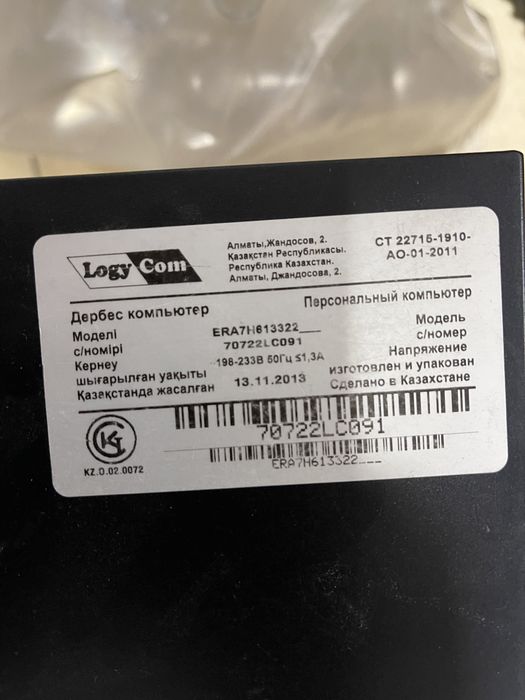 Logy Com
Алматы,Жандосов, 2.
Қазақстан Республикасы.
Республика Казахстан.
Алматы, Джандосова, 2.
СТ 22715-1910-
АО-01-2011
Дербес компьютер Персональный компьютер
Моделі ERA7H613322___ Модель
с/номірі 70722LC091 с/номер
Кернеу 198-233В 50Гц ≤1,3А Напряжение
шығарылған уақыты 13.11.2013 изготовлен и упакован
Қазақстанда жасалған Сделано в Казахстане
70722LC091
ERA7H613322___
KZ.O.02.0072